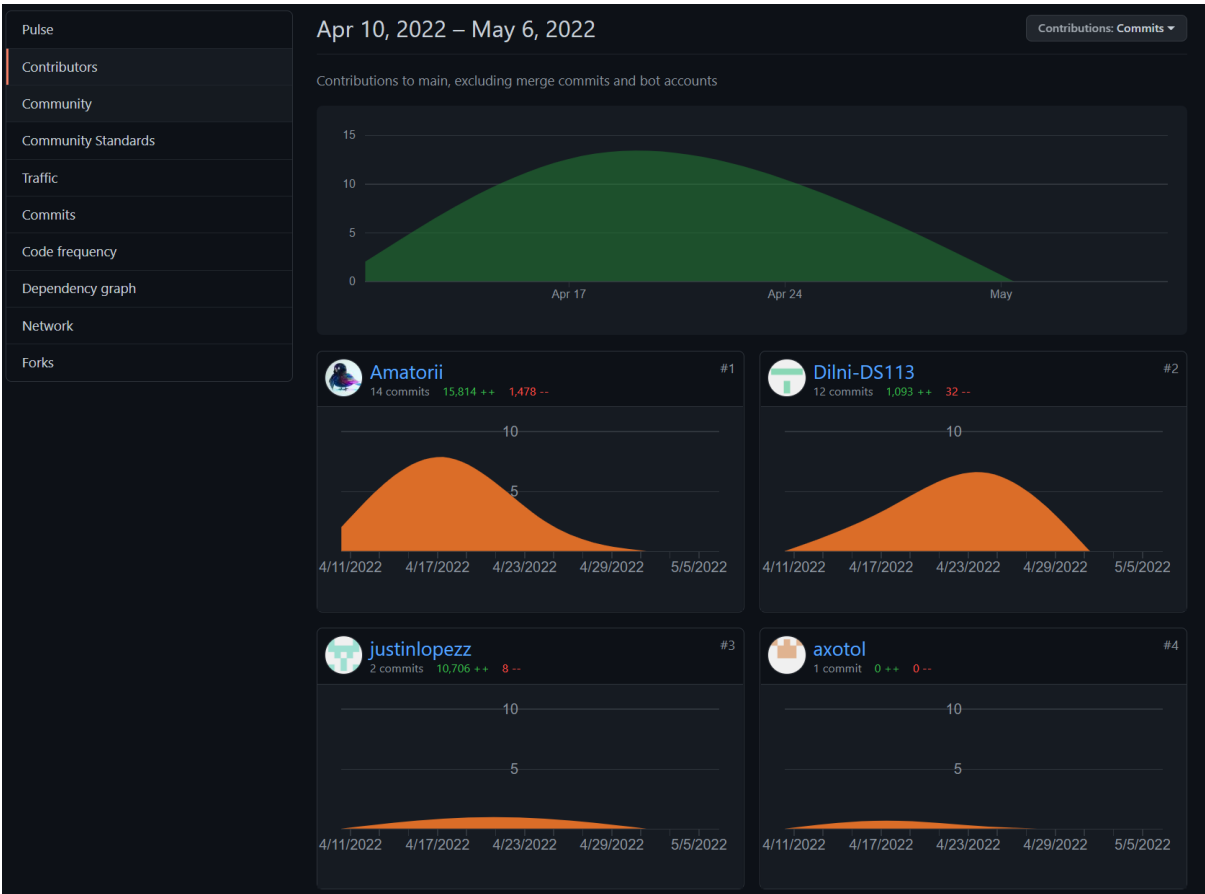 Pulse
Contributors
Community
Community Standards
Traffic
Commits
Code frequency
Dependency graph
Network
Forks
Apr 10, 2022 – May 6, 2022
Contributions: Commits
Contributions to main, excluding merge commits and bot accounts
15
10
5
0
Apr 17 Apr 24 May
Amatorii #1
14 commits 15,814 ++ 1,478 --
10
5
4/11/2022 4/17/2022 4/23/2022 4/29/2022 5/5/2022
Dilni-DS113 #2
12 commits 1,093 ++ 32 --
10
4/11/2022 4/17/2022 4/23/2022 4/29/2022 5/5/2022
justinlopezz #3
2 commits 10,706 ++ 8 --
10
5
4/11/2022 4/17/2022 4/23/2022 4/29/2022 5/5/2022
axotol #4
1 commit 0 ++ 0 --
10
5
4/11/2022 4/17/2022 4/23/2022 4/29/2022 5/5/2022